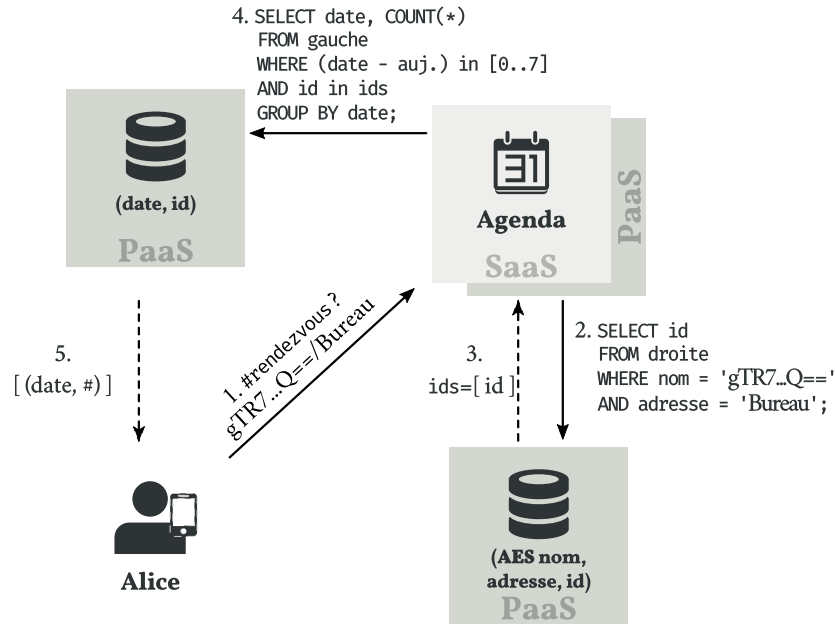 4. SELECT date, COUNT(*)
FROM gauche
WHERE (date - auj.) in [0..7]
AND id in ids
GROUP BY date;
(date, id)
PaaS
31
Agenda
SaaS
PaaS
1. #rendezvous ?
gTR7...Q==/Bureau
2. SELECT id
FROM droite
WHERE nom = 'gTR7...Q=='
AND adresse = 'Bureau';
3.
ids=[ id ]
5.
[ (date, #) ]
Alice
(AES nom,
adresse, id)
PaaS